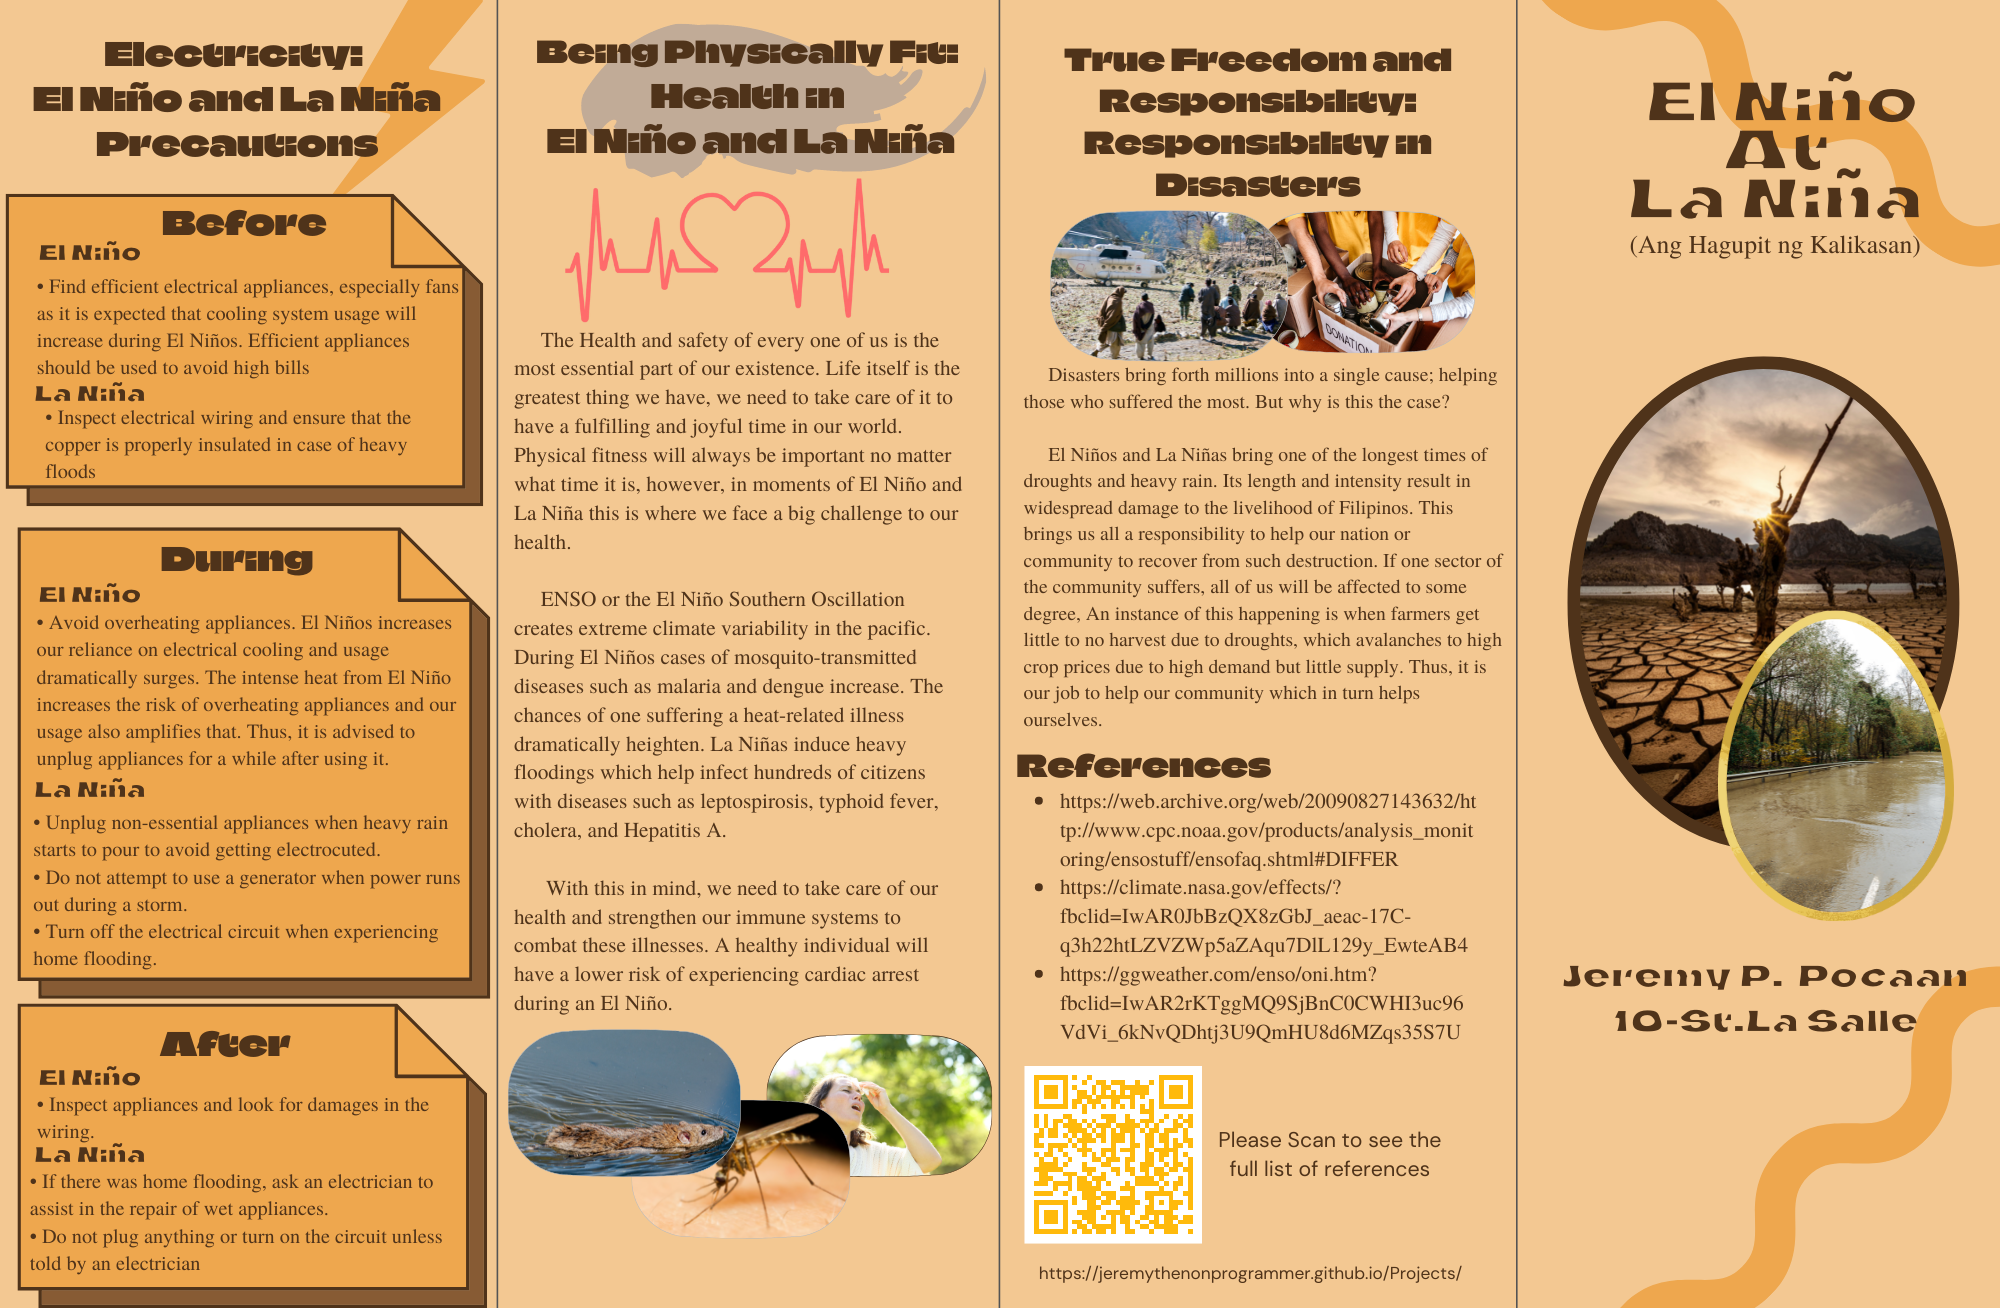 Electricity:
El Niño and La Niña
Precautions
Before
El Niño
• Find efficient electrical appliances, especially fans
as it is expected that cooling system usage will
increase during El Niños. Efficient appliances
should be used to avoid high bills
La Niña
• Inspect electrical wiring and ensure that the
copper is properly insulated in case of heavy
floods
During
El Niño
• Avoid overheating appliances. El Niños increases
our reliance on electrical cooling and usage
dramatically surges. The intense heat from El Niño
increases the risk of overheating appliances and our
usage also amplifies that. Thus, it is advised to
unplug appliances for a while after using it.
La Niña
• Unplug non-essential appliances when heavy rain
starts to pour to avoid getting electrocuted.
• Do not attempt to use a generator when power runs
out during a storm.
• Turn off the electrical circuit when experiencing
home flooding.
After
El Niño
• Inspect appliances and look for damages in the
wiring.
La Niña
• If there was home flooding, ask an electrician to
assist in the repair of wet appliances.
• Do not plug anything or turn on the circuit unless
told by an electrician
Being Physically Fit:
Health in
El Niño and La Niña
The Health and safety of every one of us is the
most essential part of our existence. Life itself is the
greatest thing we have, we need to take care of it to
have a fulfilling and joyful time in our world.
Physical fitness will always be important no matter
what time it is, however, in moments of El Niño and
La Niña this is where we face a big challenge to our
health.
ENSO or the El Niño Southern Oscillation
creates extreme climate variability in the pacific.
During El Niños cases of mosquito-transmitted
diseases such as malaria and dengue increase. The
chances of one suffering a heat-related illness
dramatically heighten. La Niñas induce heavy
floodings which help infect hundreds of citizens
with diseases such as leptospirosis, typhoid fever,
cholera, and Hepatitis A.
With this in mind, we need to take care of our
health and strengthen our immune systems to
combat these illnesses. A healthy individual will
have a lower risk of experiencing cardiac arrest
during an El Niño.
True Freedom and
Responsibility:
Responsibility in
Disasters
DONATION
Disasters bring forth millions into a single cause; helping
those who suffered the most. But why is this the case?
El Niños and La Niñas bring one of the longest times of
droughts and heavy rain. Its length and intensity result in
widespread damage to the livelihood of Filipinos. This
brings us all a responsibility to help our nation or
community to recover from such destruction. If one sector of
the community suffers, all of us will be affected to some
degree, An instance of this happening is when farmers get
little to no harvest due to droughts, which avalanches to high
crop prices due to high demand but little supply. Thus, it is
our job to help our community which in turn helps
ourselves.
References
• https://web.archive.org/web/20090827143632/ht
tp://www.cpc.noaa.gov/products/analysis_monit
oring/ensostuff/ensofaq.shtml#DIFFER
• https://climate.nasa.gov/effects/?
fbclid=IwAR0JbBzQX8zGbJ_aeac-17C-
q3h22htLZVZWp5aZAqu7DlL129y_EwteAB4
• https://ggweather.com/enso/oni.htm?
fbclid=IwAR2rKTggMQ9SjBnC0CWHI3uc96
VdVi_6kNvQDhtj3U9QmHU8d6MZqs35S7U
Please Scan to see the
full list of references
https://jeremythenonprogrammer.github.io/Projects/
El Niño
At
La Niña
(Ang Hagupit ng Kalikasan)
Jeremy P. Pocaan
10-St.La Salle